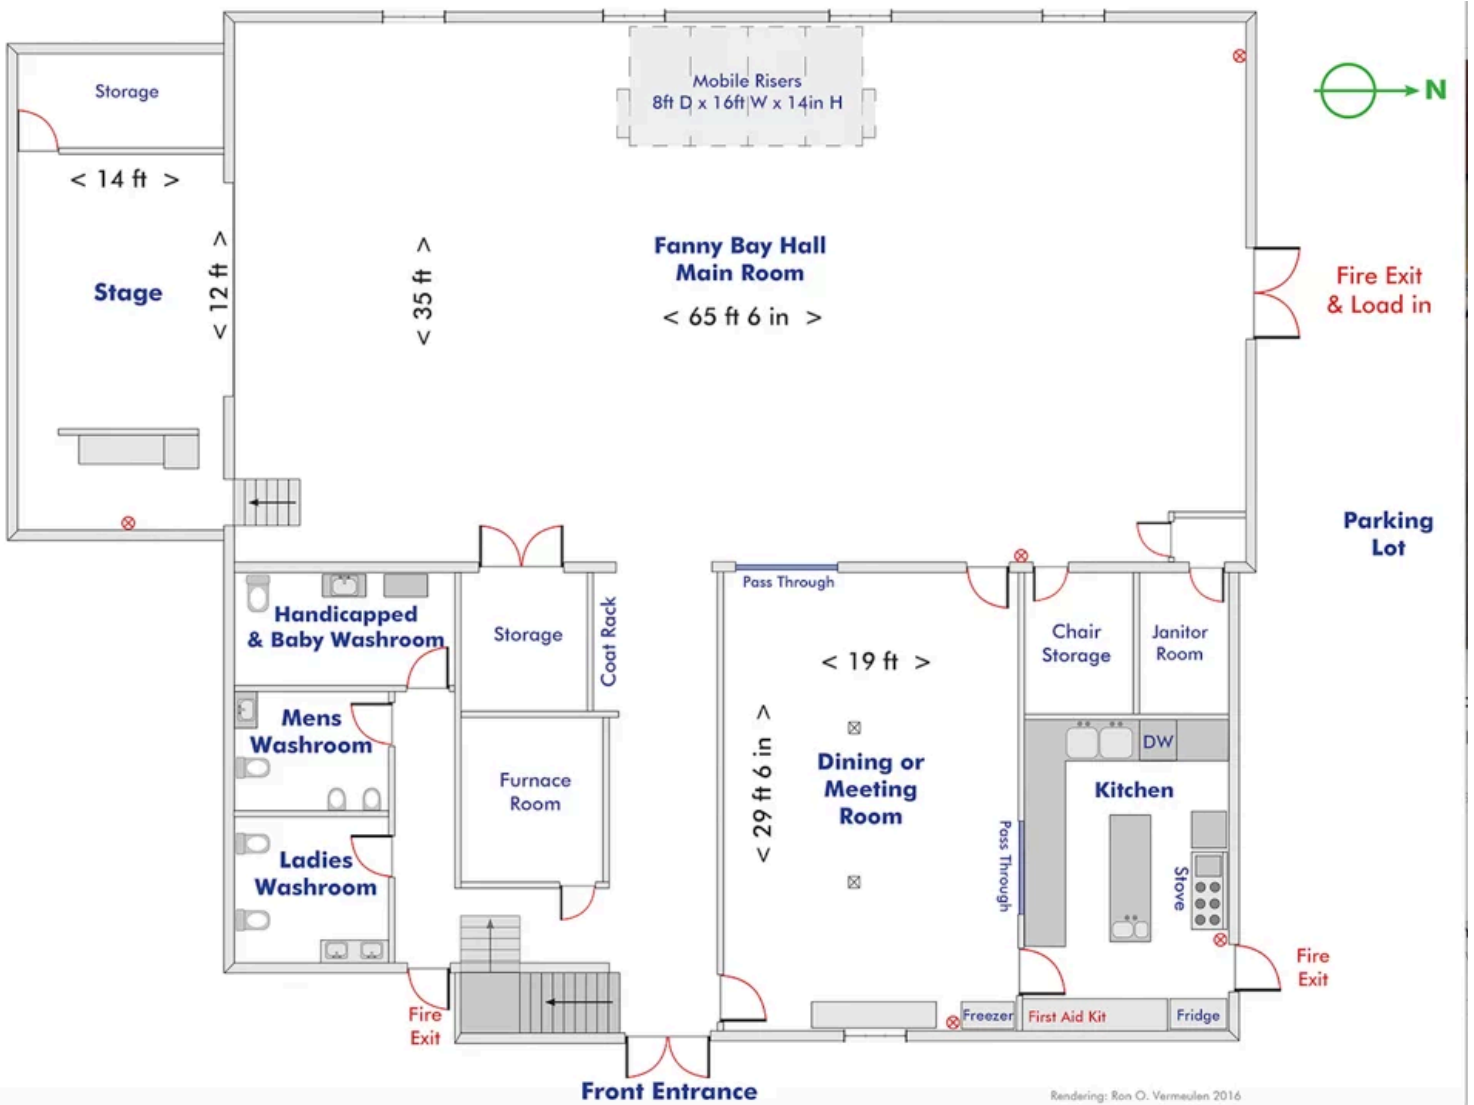 Storage
< 14 ft >
Stage
< 12 ft >
< 35 ft >
Mobile Risers
8ft D x 16ft W x 14in H
Fanny Bay Hall
Main Room
< 65 ft 6 in >
N
Fire Exit
& Load in
Parking
Lot
Handicapped
& Baby Washroom
Storage
Coat Rack
Pass Through
Chair
Storage
Janitor
Room
< 19 ft >
Mens
Washroom
Furnace
Room
< 29 ft 6 in >
Dining or
Meeting
Room
Pass Through
DW
Kitchen
Stove
Ladies
Washroom
Fire
Exit
Fire
Exit
Freezer
First Aid Kit
Fridge
Front Entrance
Rendering: Ron O. Vermeulen 2016